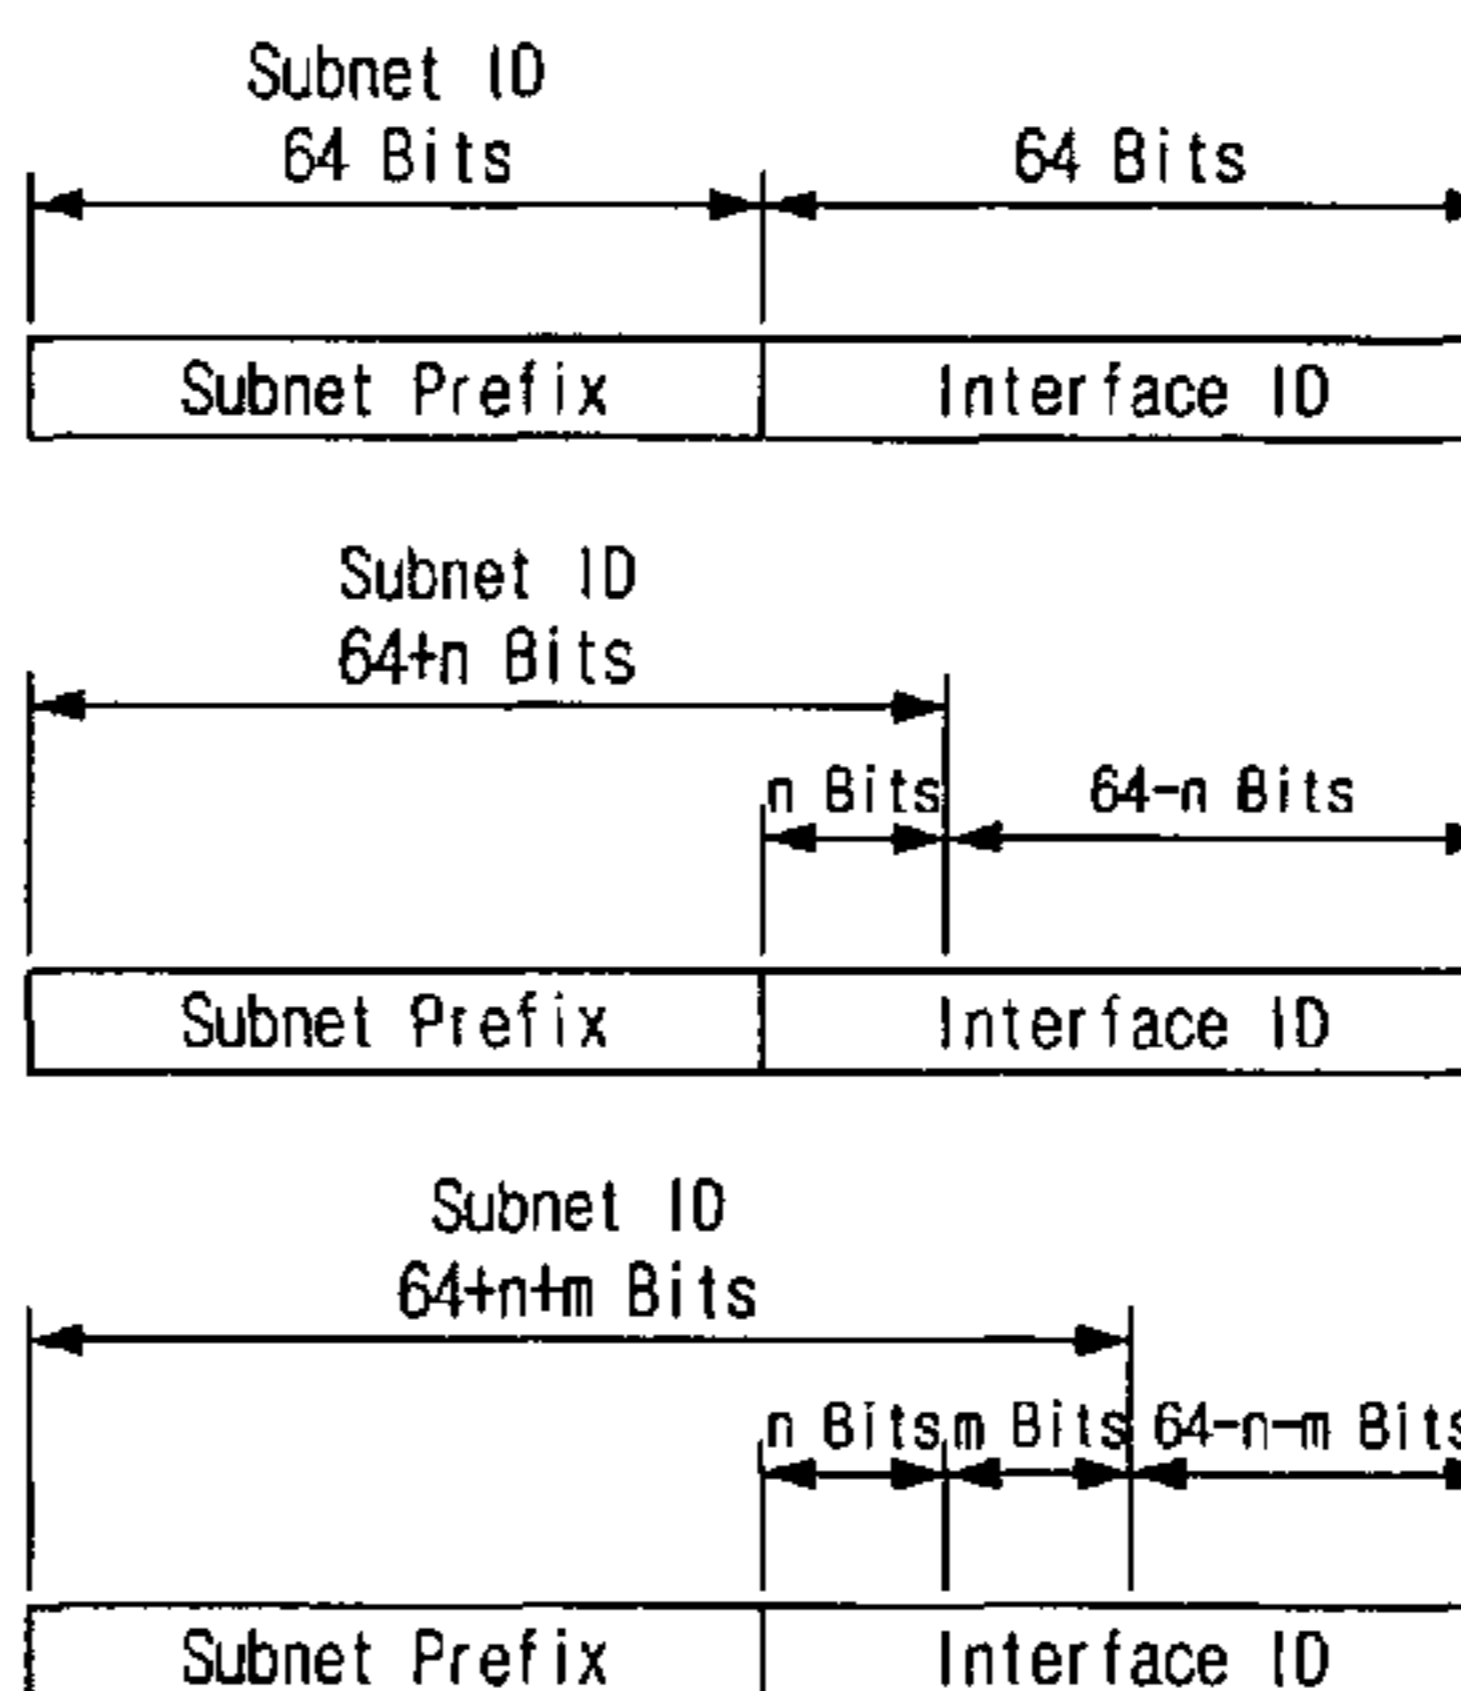 Subnet ID
64 Bits
64 Bits
Subnet Prefix
Interface ID
Subnet ID
64+n Bits
n Bits
64-n Bits
Subnet Prefix
Interface ID
Subnet ID
64+n+m Bits
n Bits
m Bits
64-n-m Bits
Subnet Prefix
Interface ID